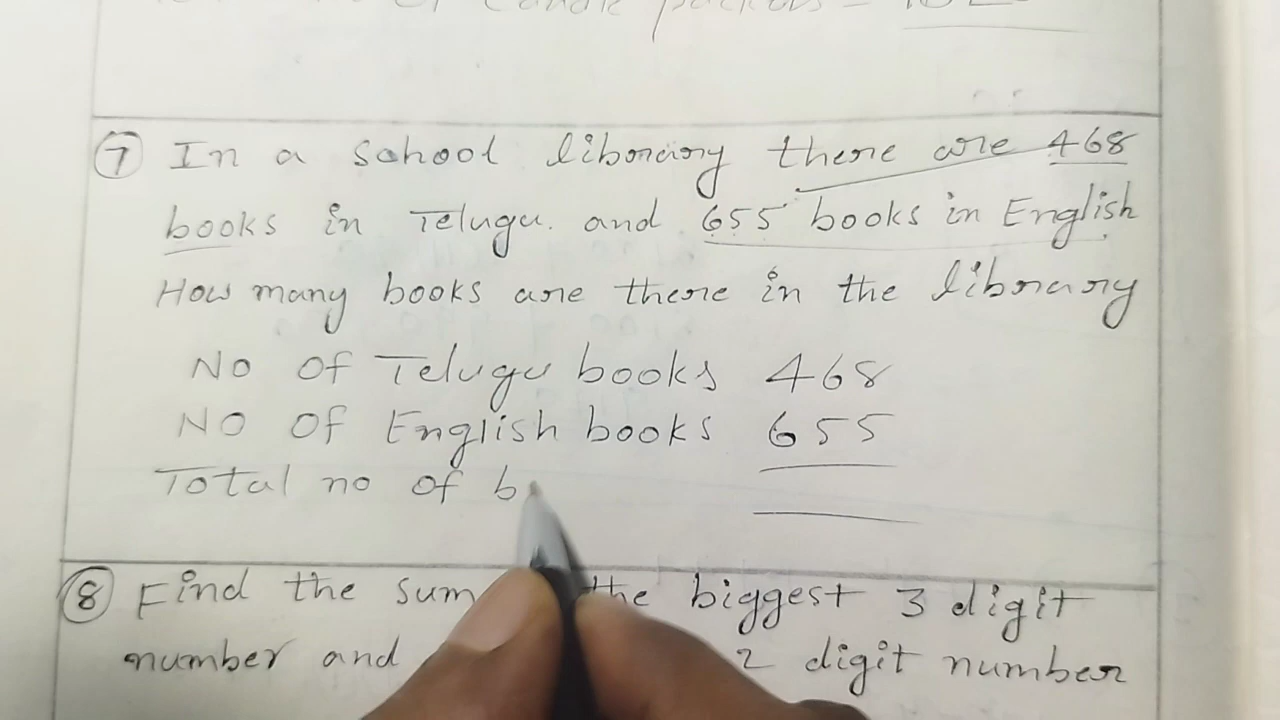 7 In a school library there are 468
books in Telugu. and 655 books in English
How many books are there in the library
No of Telugu books 468
NO Of English books 655
Total no of b
8 Find the sum the biggest 3 digit
number and 2 digit number